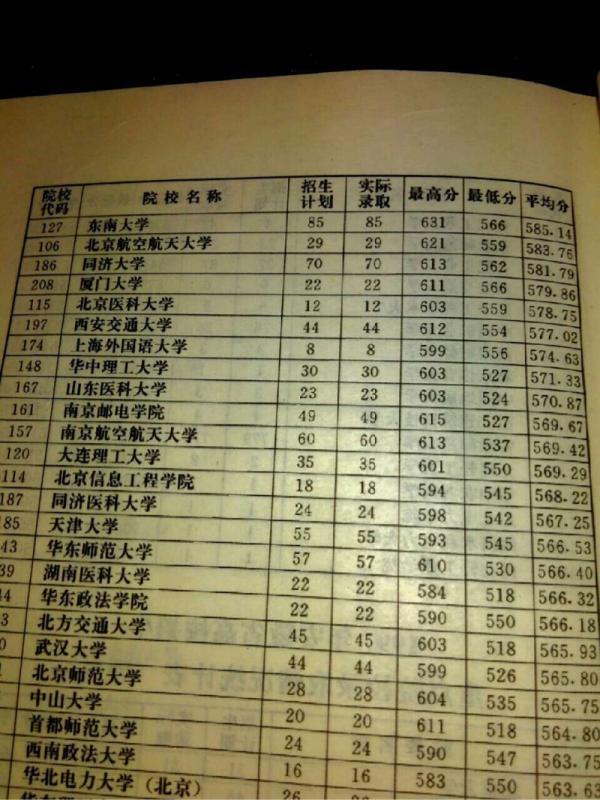 院校代码 院校名称 招生计划 实际录取 最高分 最低分 平均分
127 东南大学 85 85 631 566 585.14
106 北京航空航天大学 29 29 621 559 583.76
186 同济大学 70 70 613 562 581.79
208 厦门大学 22 22 611 566 579.86
115 北京医科大学 12 12 603 559 578.75
197 西安交通大学 44 44 612 554 577.02
174 上海外国语大学 8 8 599 556 574.63
148 华中理工大学 30 30 603 527 571.33
167 山东医科大学 23 23 603 524 570.87
161 南京邮电学院 49 49 615 527 569.67
157 南京航空航天大学 60 60 613 537 569.42
120 大连理工大学 35 35 601 550 569.29
114 北京信息工程学院 18 18 594 545 568.22
187 同济医科大学 24 24 598 542 567.25
185 天津大学 55 55 593 545 566.53
43 华东师范大学 57 57 610 530 566.40
39 湖南医科大学 22 22 584 518 566.32
44 华东政法学院 22 22 590 550 566.18
3 北方交通大学 45 45 603 518 565.93
0 武汉大学 44 44 599 526 565.80
北京师范大学 28 28 604 535 565.75
中山大学 20 20 611 518 564.80
首都师范大学 24 24 590 547 563.75
西南政法大学 16 16 583 550 563.63
华北电力大学（北京） 26 26